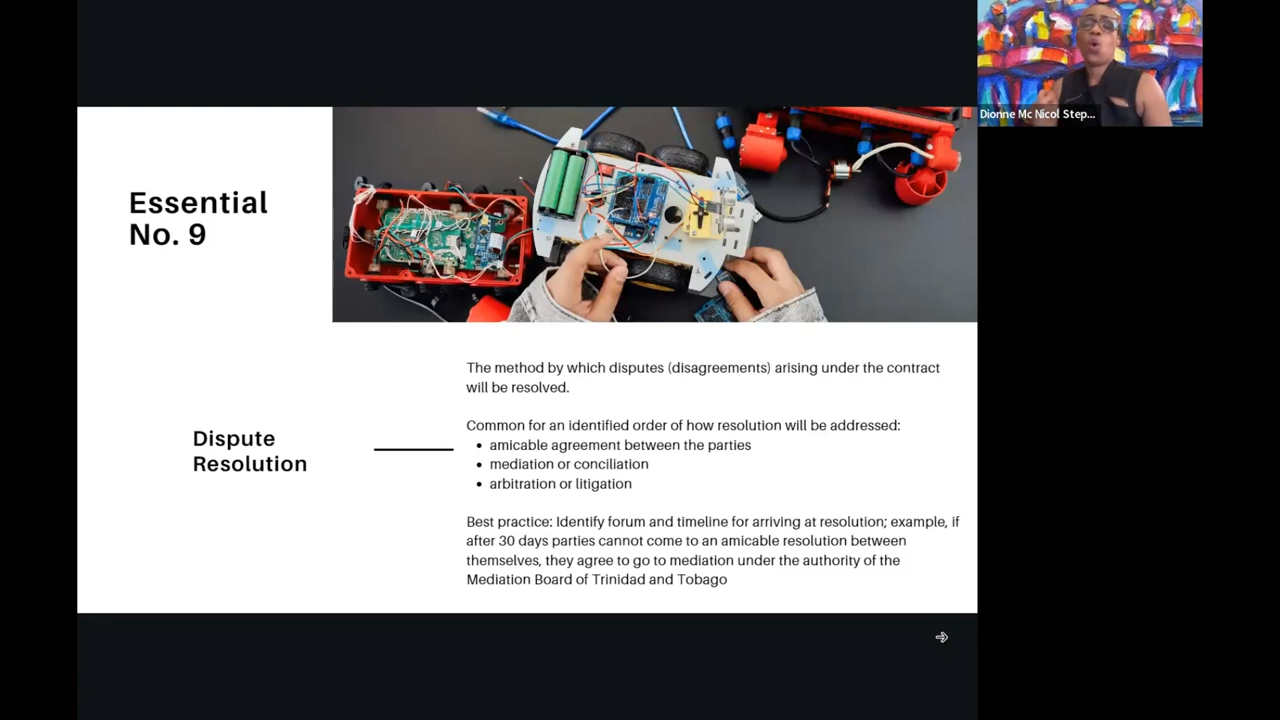 Dionne Mc Nicol Step...
Essential
No. 9
Dispute
Resolution
The method by which disputes (disagreements) arising under the contract
will be resolved.
Common for an identified order of how resolution will be addressed:
• amicable agreement between the parties
• mediation or conciliation
• arbitration or litigation
Best practice: Identify forum and timeline for arriving at resolution; example, if
after 30 days parties cannot come to an amicable resolution between
themselves, they agree to go to mediation under the authority of the
Mediation Board of Trinidad and Tobago